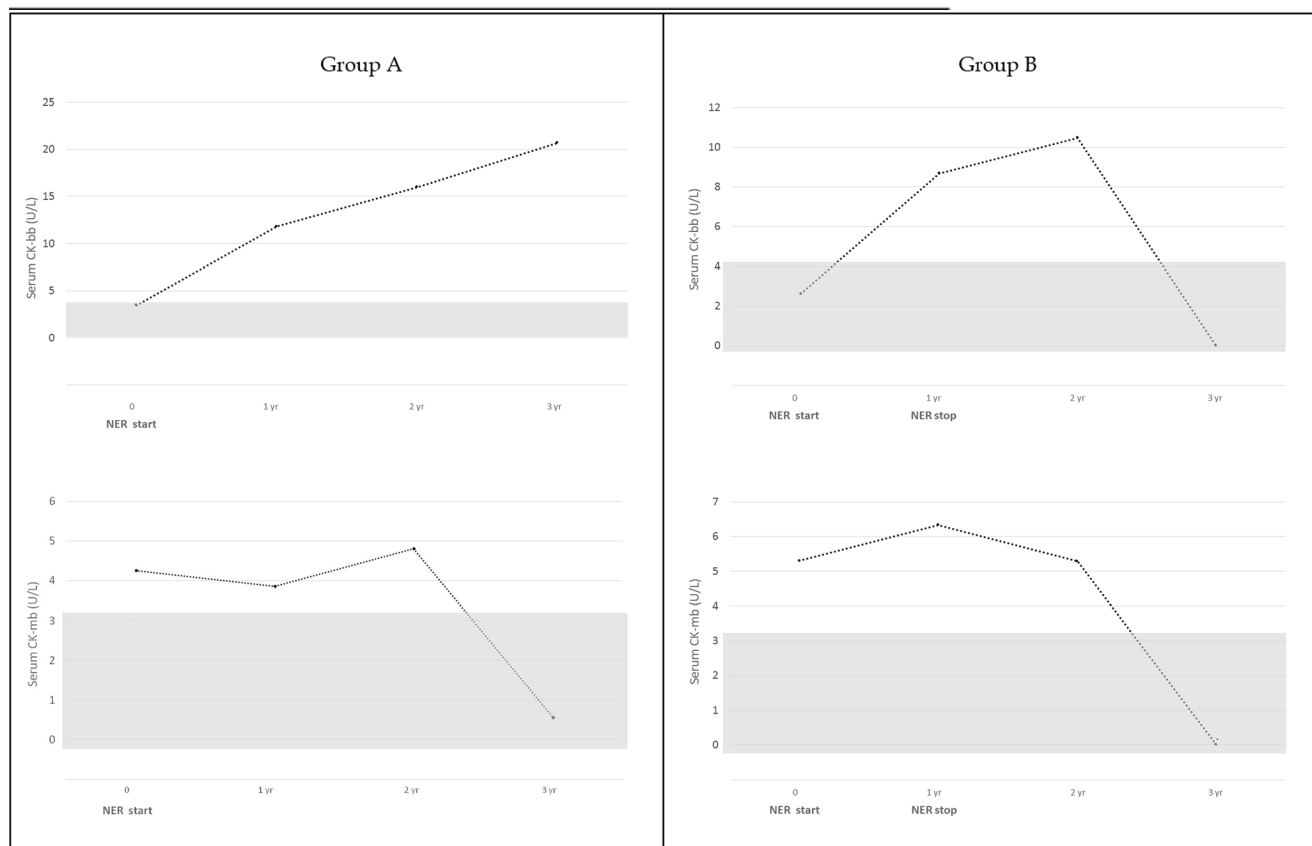 Group A
25
20
15
10
5
0
Serum CK-bb (U/L)
0 1 yr 2 yr 3 yr
NER start
6
5
4
3
2
1
0
Serum CK-mb (U/L)
0 1 yr 2 yr 3 yr
NER start
Group B
12
10
8
6
4
2
0
Serum CK-bb (U/L)
0 1 yr 2 yr 3 yr
NER start NER stop
7
6
5
4
3
2
1
0
Serum CK-mb (U/L)
0 1 yr 2 yr 3 yr
NER start NER stop